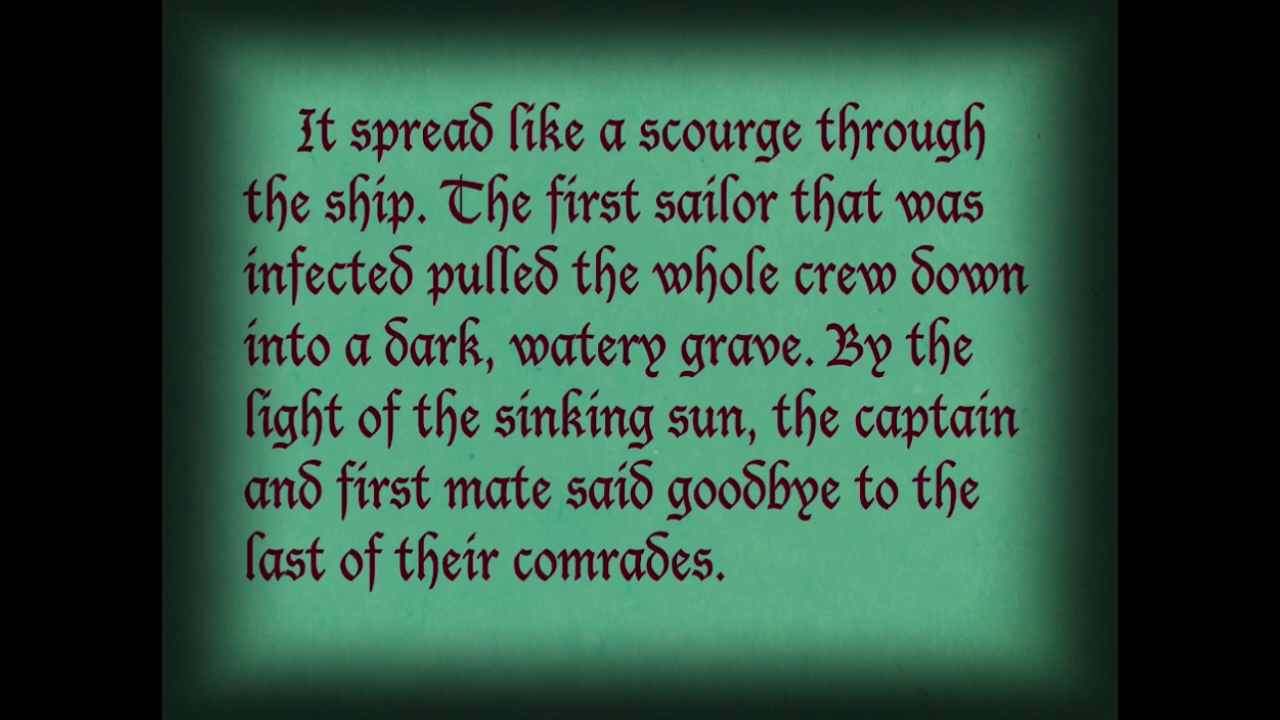 It spread like a scourge through
the ship. The first sailor that was
infected pulled the whole crew down
into a dark, watery grave. By the
light of the sinking sun, the captain
and first mate said goodbye to the
last of their comrades.